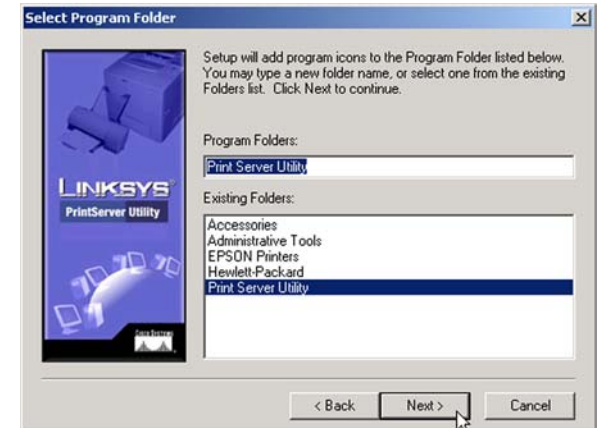 Select Program Folder
Setup will add program icons to the Program Folder listed below.
You may type a new folder name, or select one from the existing
Folders list. Click Next to continue.
Program Folders:
Print Server Utility
Existing Folders:
Accessories
Administrative Tools
EPSON Printers
Hewlett-Packard
Print Server Utility
LINKSYS®
PrintServer Utility
CISCO SYSTEMS
< Back
Next >
Cancel